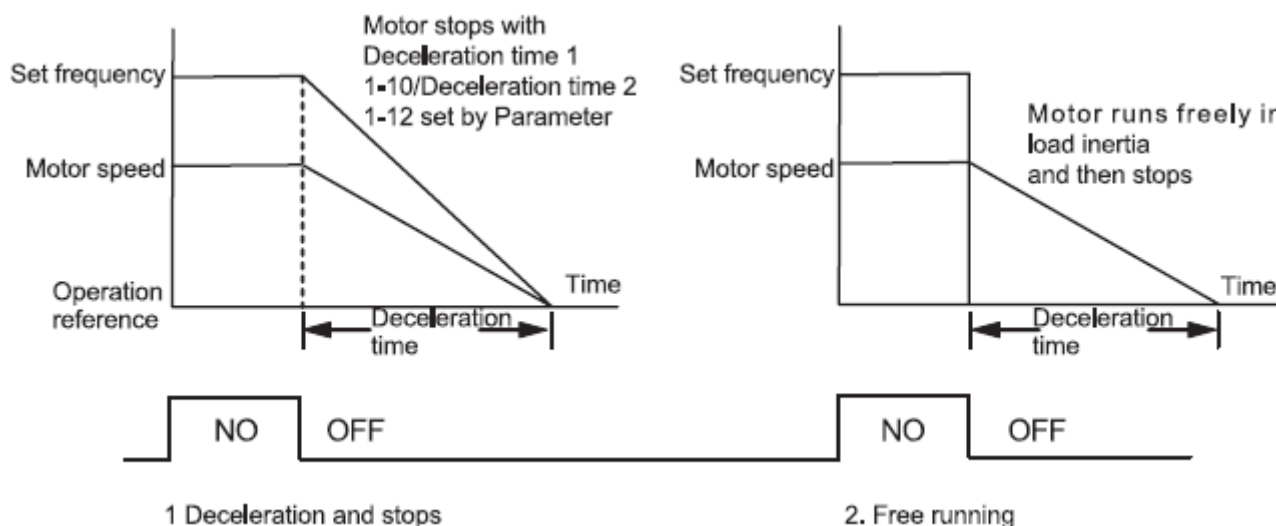 Motor stops with
Deceleration time 1
1-10/Deceleration time 2
1-12 set by Parameter
Set frequency
Motor speed
Operation
reference
Time
Deceleration
time
NO OFF
1 Deceleration and stops
Set frequency
Motor runs freely in
load inertia
and then stops
Motor speed
Time
Deceleration
time
NO OFF
2. Free running